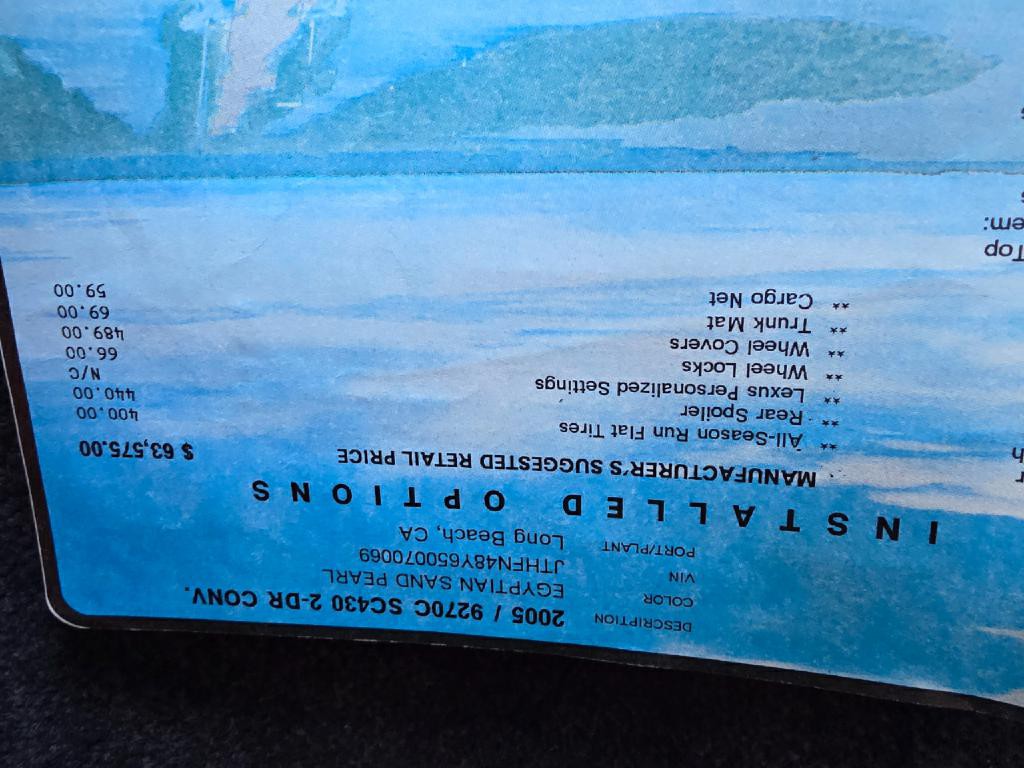 DESCRIPTION 2005 / 9270C SC430 2-DR CONV.
COLOR EGYPTIAN SAND PEARL
VIN JTHFN48Y650070069
PORT/PLANT Long Beach, CA
INSTALLED OPTIONS
MANUFACTURER'S SUGGESTED RETAIL PRICE $ 63,575.00
** All-Season Run Flat Tires 400.00
** Rear Spoiler 440.00
** Lexus Personalized Settings N/C
** Wheel Locks 66.00
** Wheel Covers 489.00
** Trunk Mat 69.00
** Cargo Net 59.00
Top
em: